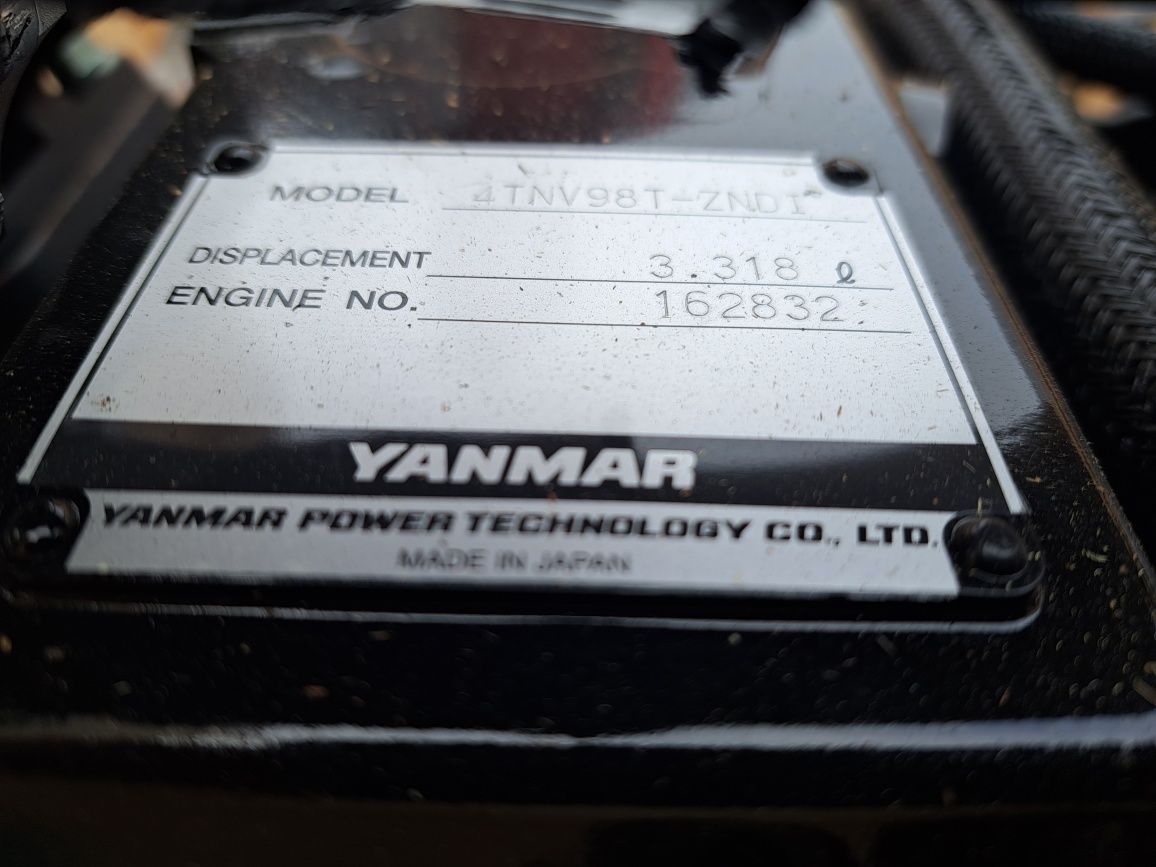 MODEL 4TNV98T-ZNDI
DISPLACEMENT 3.318 ℓ
ENGINE NO. 162832
YANMAR
YANMAR POWER TECHNOLOGY CO., LTD.
MADE IN JAPAN